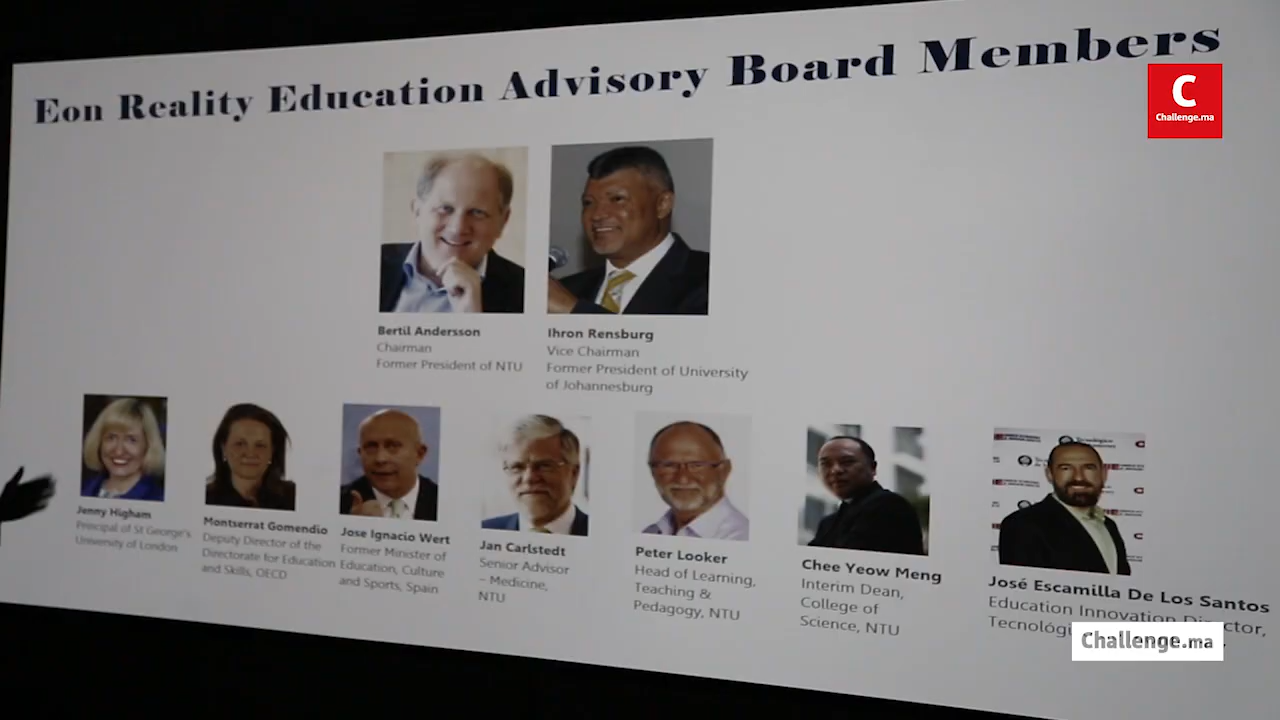 Eon Reality Education Advisory Board Members
C
Challenge.ma
Bertil Andersson
Chairman
Former President of NTU
Ihron Rensburg
Vice Chairman
Former President of University
of Johannesburg
Jenny Higham
Principal of St George's
University of London
Montserrat Gomendio
Deputy Director of the
Directorate for Education
and Skills, OECD
Jose Ignacio Wert
Former Minister of
Education, Culture
and Sports, Spain
Jan Carlstedt
Senior Advisor
– Medicine,
NTU
Peter Looker
Head of Learning,
Teaching &
Pedagogy, NTU
Chee Yeow Meng
Interim Dean,
College of
Science, NTU
José Escamilla De Los Santos
Education Innovation Director,
Challenge.ma